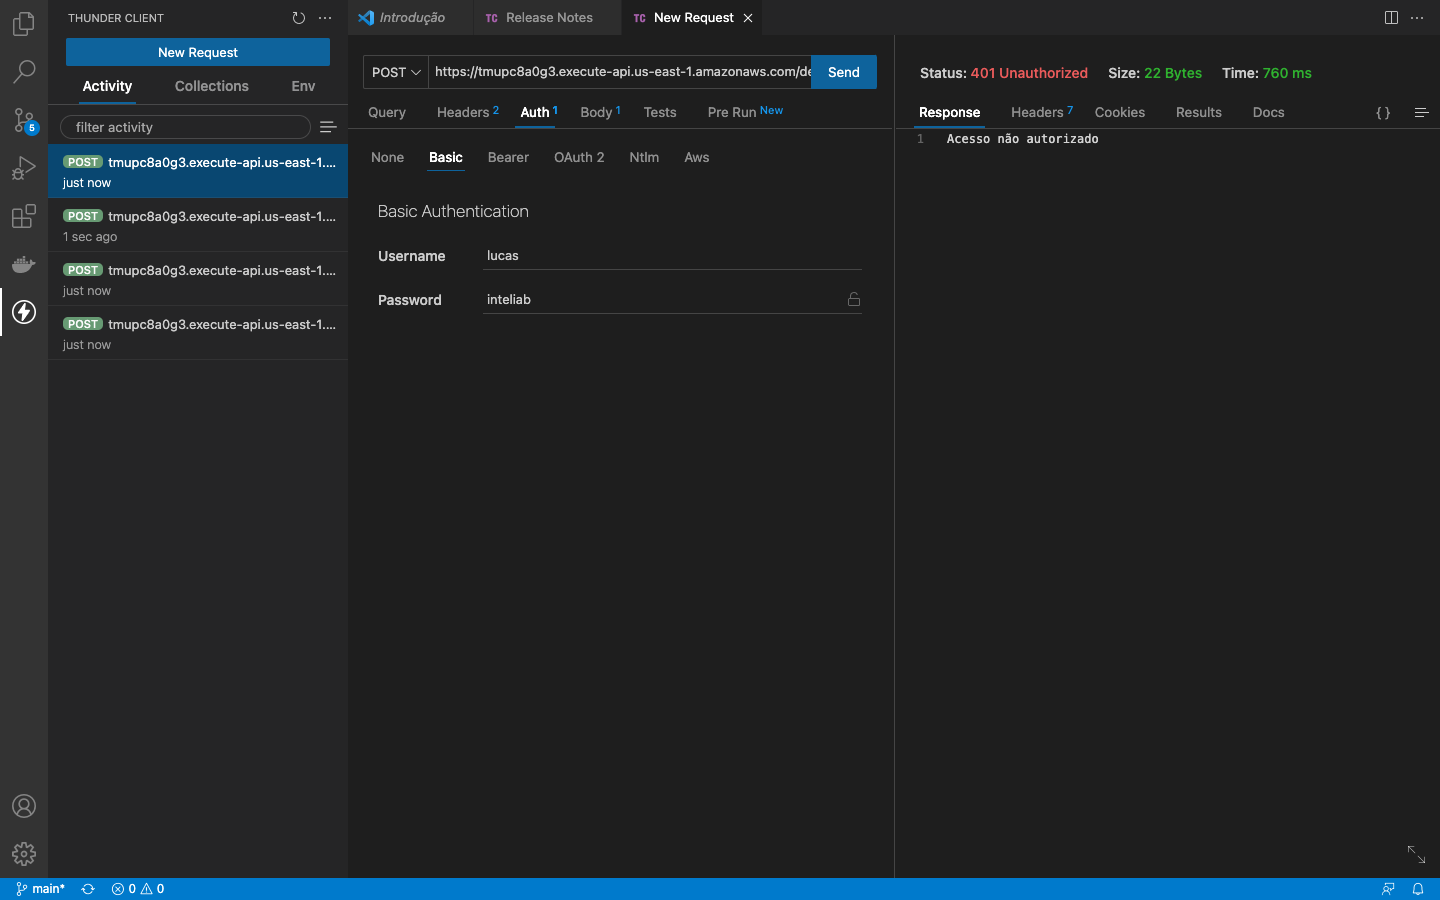 THUNDER CLIENT
New Request
Activity Collections Env
filter activity
POST tmupc8a0g3.execute-api.us-east-1....
just now
POST tmupc8a0g3.execute-api.us-east-1....
1 sec ago
POST tmupc8a0g3.execute-api.us-east-1....
just now
POST tmupc8a0g3.execute-api.us-east-1....
just now
5
Introdução TC Release Notes TC New Request
POST https://tmupc8a0g3.execute-api.us-east-1.amazonaws.com/de Send
Query Headers 2 Auth 1 Body 1 Tests Pre Run New
None Basic Bearer OAuth 2 Ntlm Aws
Basic Authentication
Username lucas
Password inteliab
Status: 401 Unauthorized Size: 22 Bytes Time: 760 ms
Response Headers 7 Cookies Results Docs { }
1 Acesso não autorizado
main* 0 0